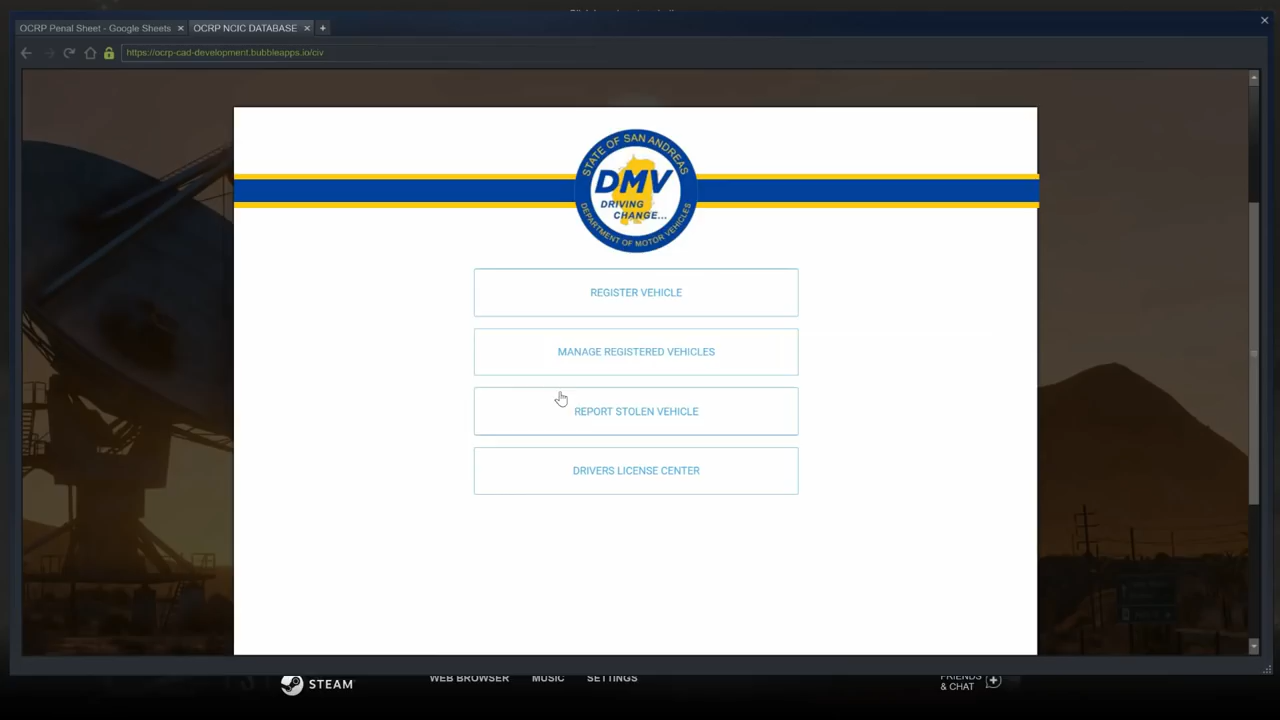 OCRP Penal Sheet - Google Sheets
OCRP NCIC DATABASE
https://ocrp-cad-development.bubbleapps.io/civ
STATE OF SAN ANDREAS
DMV
DRIVING
CHANGE...
DEPARTMENT OF MOTOR VEHICLES
REGISTER VEHICLE
MANAGE REGISTERED VEHICLES
REPORT STOLEN VEHICLE
DRIVERS LICENSE CENTER
STEAM
WEB BROWSER
MUSIC
SETTINGS
FRIENDS
& CHAT